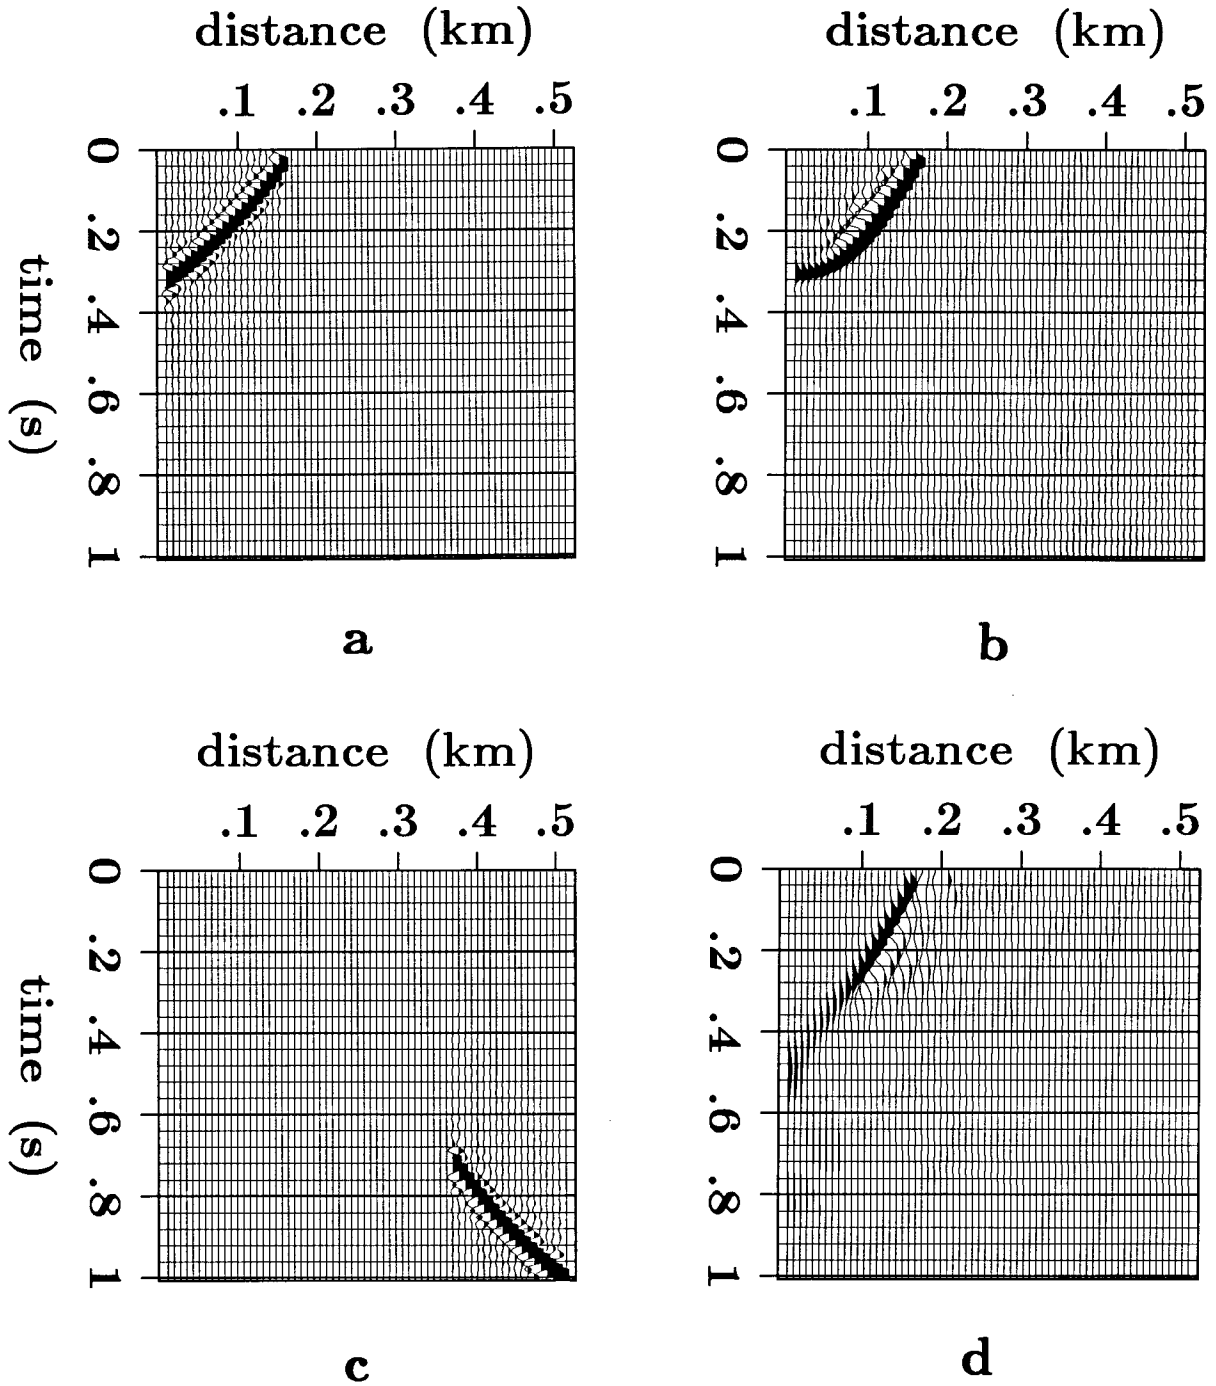 distance (km)
.1 .2 .3 .4 .5
0
.2
.4
.6
.8
1
time (s)
a
distance (km)
.1 .2 .3 .4 .5
0
.2
.4
.6
.8
1
b
distance (km)
.1 .2 .3 .4 .5
0
.2
.4
.6
.8
1
time (s)
c
distance (km)
.1 .2 .3 .4 .5
0
.2
.4
.6
.8
1
d